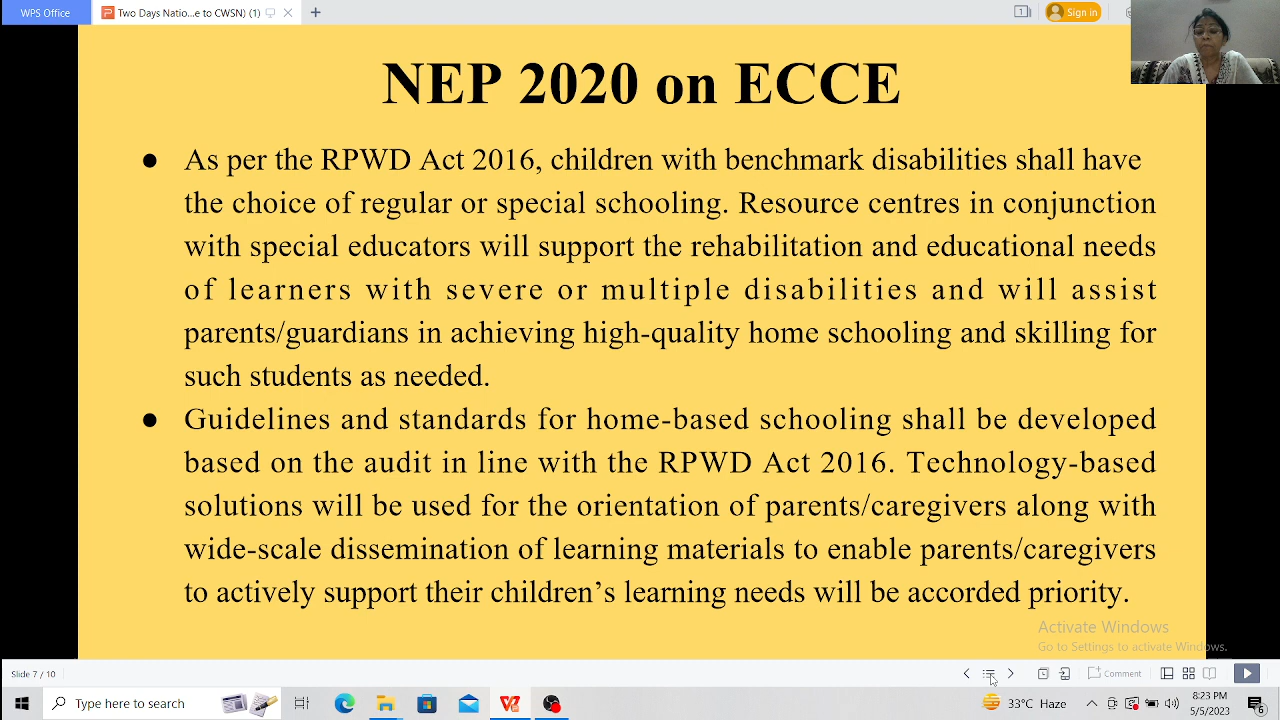 WPS Office
Two Days Natio...e to CWSN) (1)
Sign in
NEP 2020 on ECCE
● As per the RPWD Act 2016, children with benchmark disabilities shall have
the choice of regular or special schooling. Resource centres in conjunction
with special educators will support the rehabilitation and educational needs
of learners with severe or multiple disabilities and will assist
parents/guardians in achieving high-quality home schooling and skilling for
such students as needed.
● Guidelines and standards for home-based schooling shall be developed
based on the audit in line with the RPWD Act 2016. Technology-based
solutions will be used for the orientation of parents/caregivers along with
wide-scale dissemination of learning materials to enable parents/caregivers
to actively support their children’s learning needs will be accorded priority.
Activate Windows
Go to Settings to activate Windows.
Slide 7 / 10
Comment
Type here to search
33°C Haze
8:23 PM
5/5/2023
6